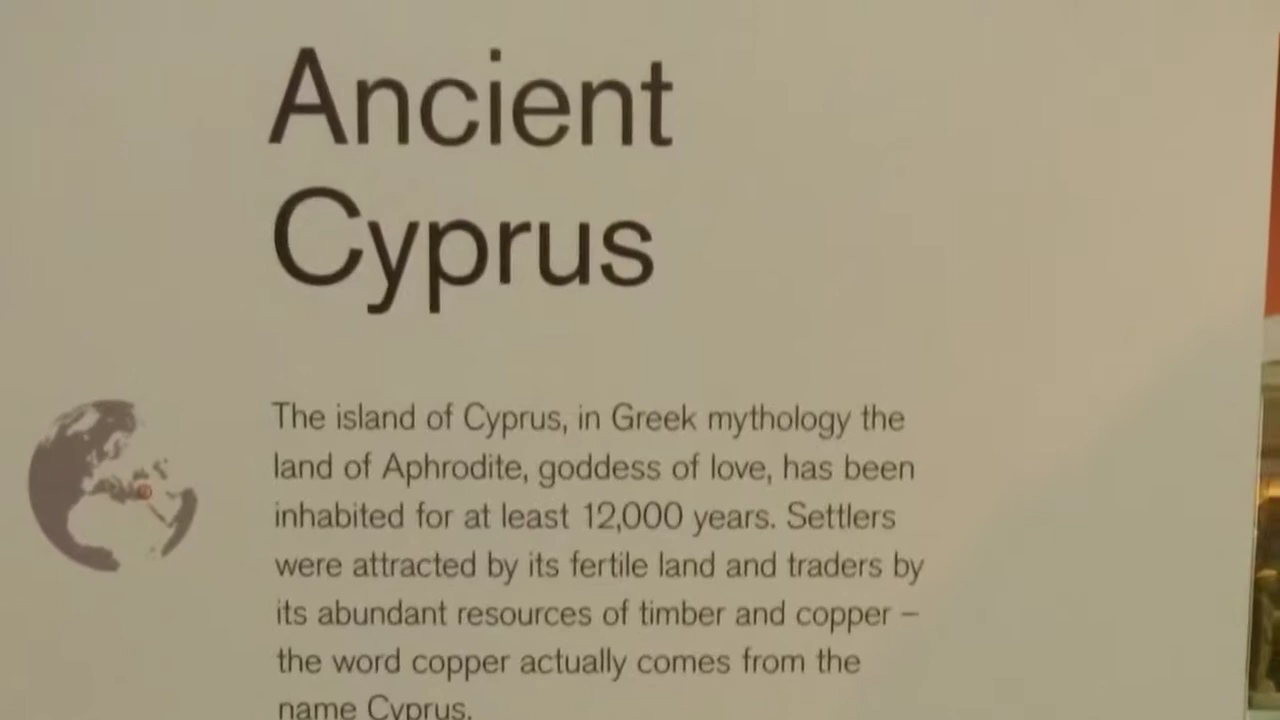 Ancient
Cyprus
The island of Cyprus, in Greek mythology the
land of Aphrodite, goddess of love, has been
inhabited for at least 12,000 years. Settlers
were attracted by its fertile land and traders by
its abundant resources of timber and copper –
the word copper actually comes from the
name Cyprus.